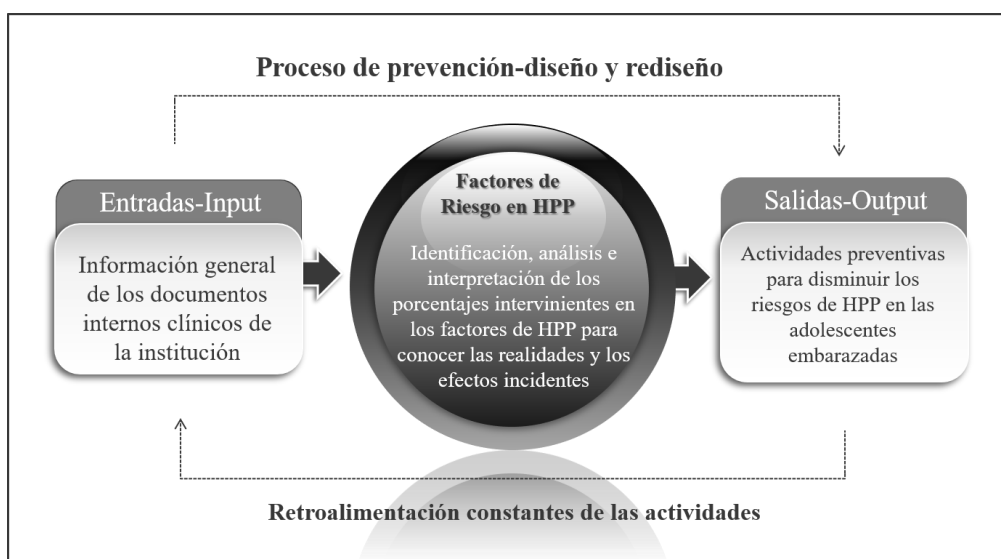 Proceso de prevención-diseño y rediseño
Entradas-Input
Información general
de los documentos
internos clínicos de
la institución
Factores de
Riesgo en HPP
Identificación, análisis e
interpretación de los
porcentajes intervinientes en
los factores de HPP para
conocer las realidades y los
efectos incidentes
Salidas-Output
Actividades preventivas
para disminuir los
riesgos de HPP en las
adolescentes
embarazadas
Retroalimentación constantes de las actividades